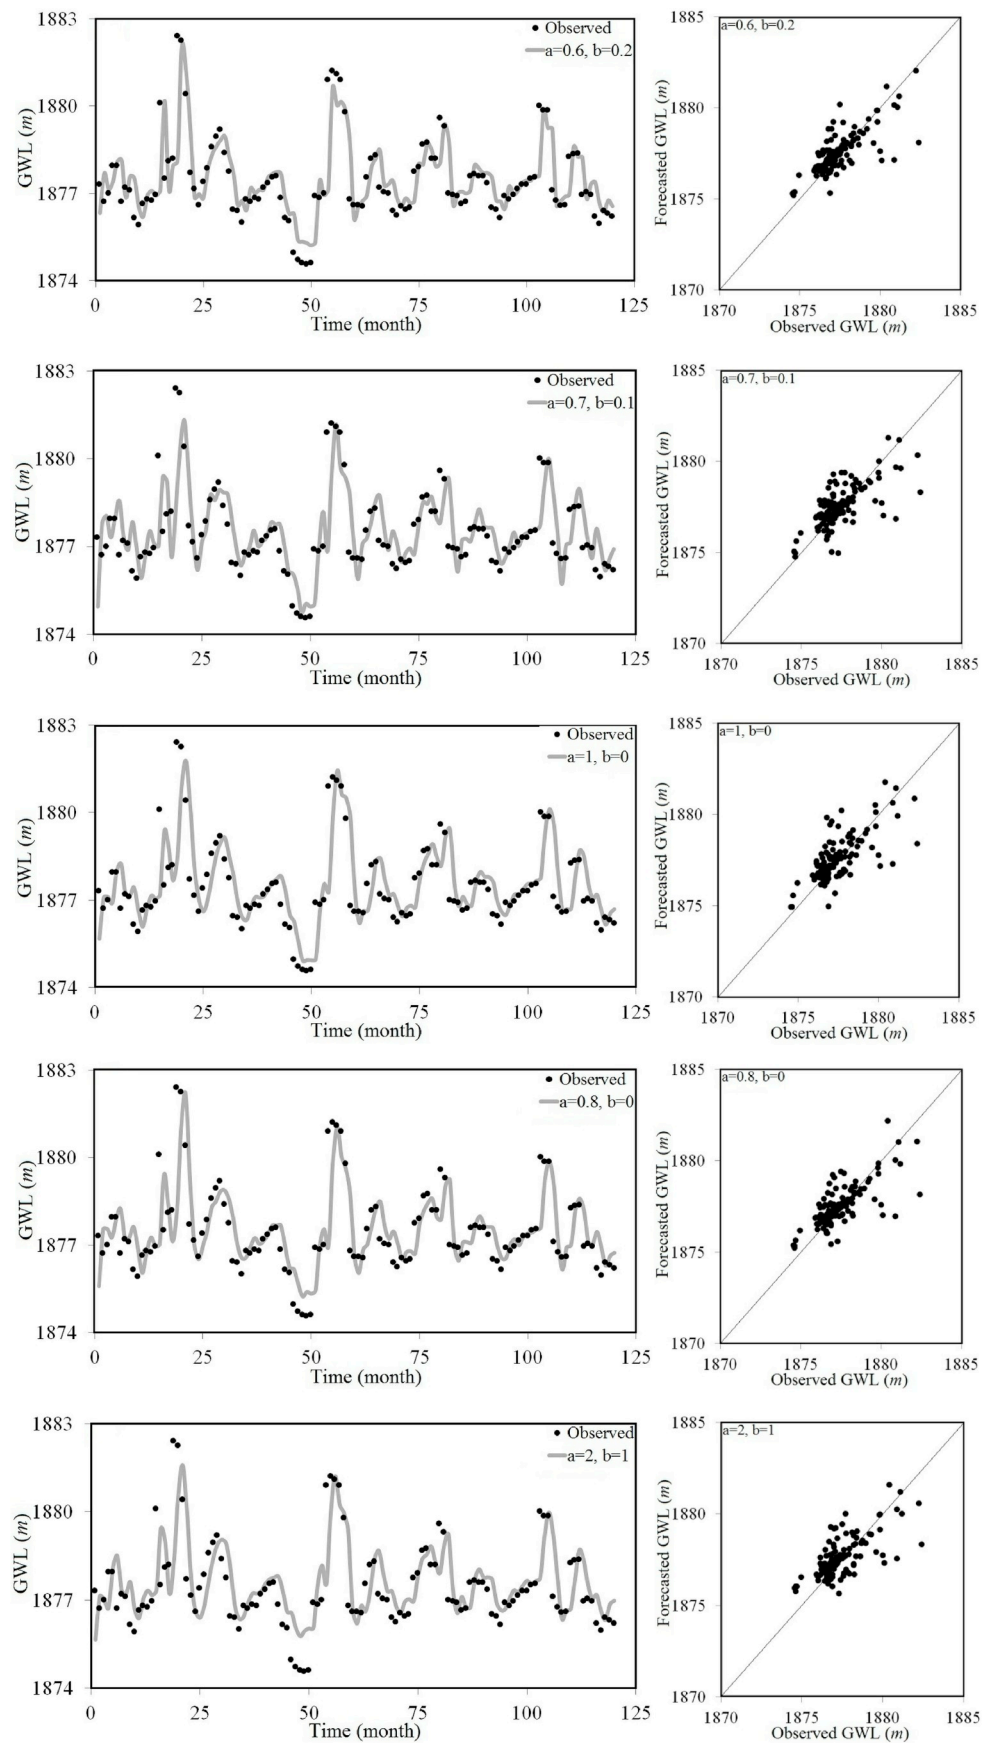 1883
1880
1877
1874
GWL (m)
Observed
a=0.6, b=0.2
0 25 50 75 100 125
Time (month)
1885
1880
1875
1870
Forecasted GWL (m)
a=0.6, b=0.2
1870 1875 1880 1885
Observed GWL (m)
1883
1880
1877
1874
GWL (m)
Observed
a=0.7, b=0.1
0 25 50 75 100 125
Time (month)
1885
1880
1875
1870
Forecasted GWL (m)
a=0.7, b=0.1
1870 1875 1880 1885
Observed GWL (m)
1883
1880
1877
1874
GWL (m)
Observed
a=1, b=0
0 25 50 75 100 125
Time (month)
1885
1880
1875
1870
Forecasted GWL (m)
a=1, b=0
1870 1875 1880 1885
Observed GWL (m)
1883
1880
1877
1874
GWL (m)
Observed
a=0.8, b=0
0 25 50 75 100 125
Time (month)
1885
1880
1875
1870
Forecasted GWL (m)
a=0.8, b=0
1870 1875 1880 1885
Observed GWL (m)
1883
1880
1877
1874
GWL (m)
Observed
a=2, b=1
0 25 50 75 100 125
Time (month)
1885
1880
1875
1870
Forecasted GWL (m)
a=2, b=1
1870 1875 1880 1885
Observed GWL (m)